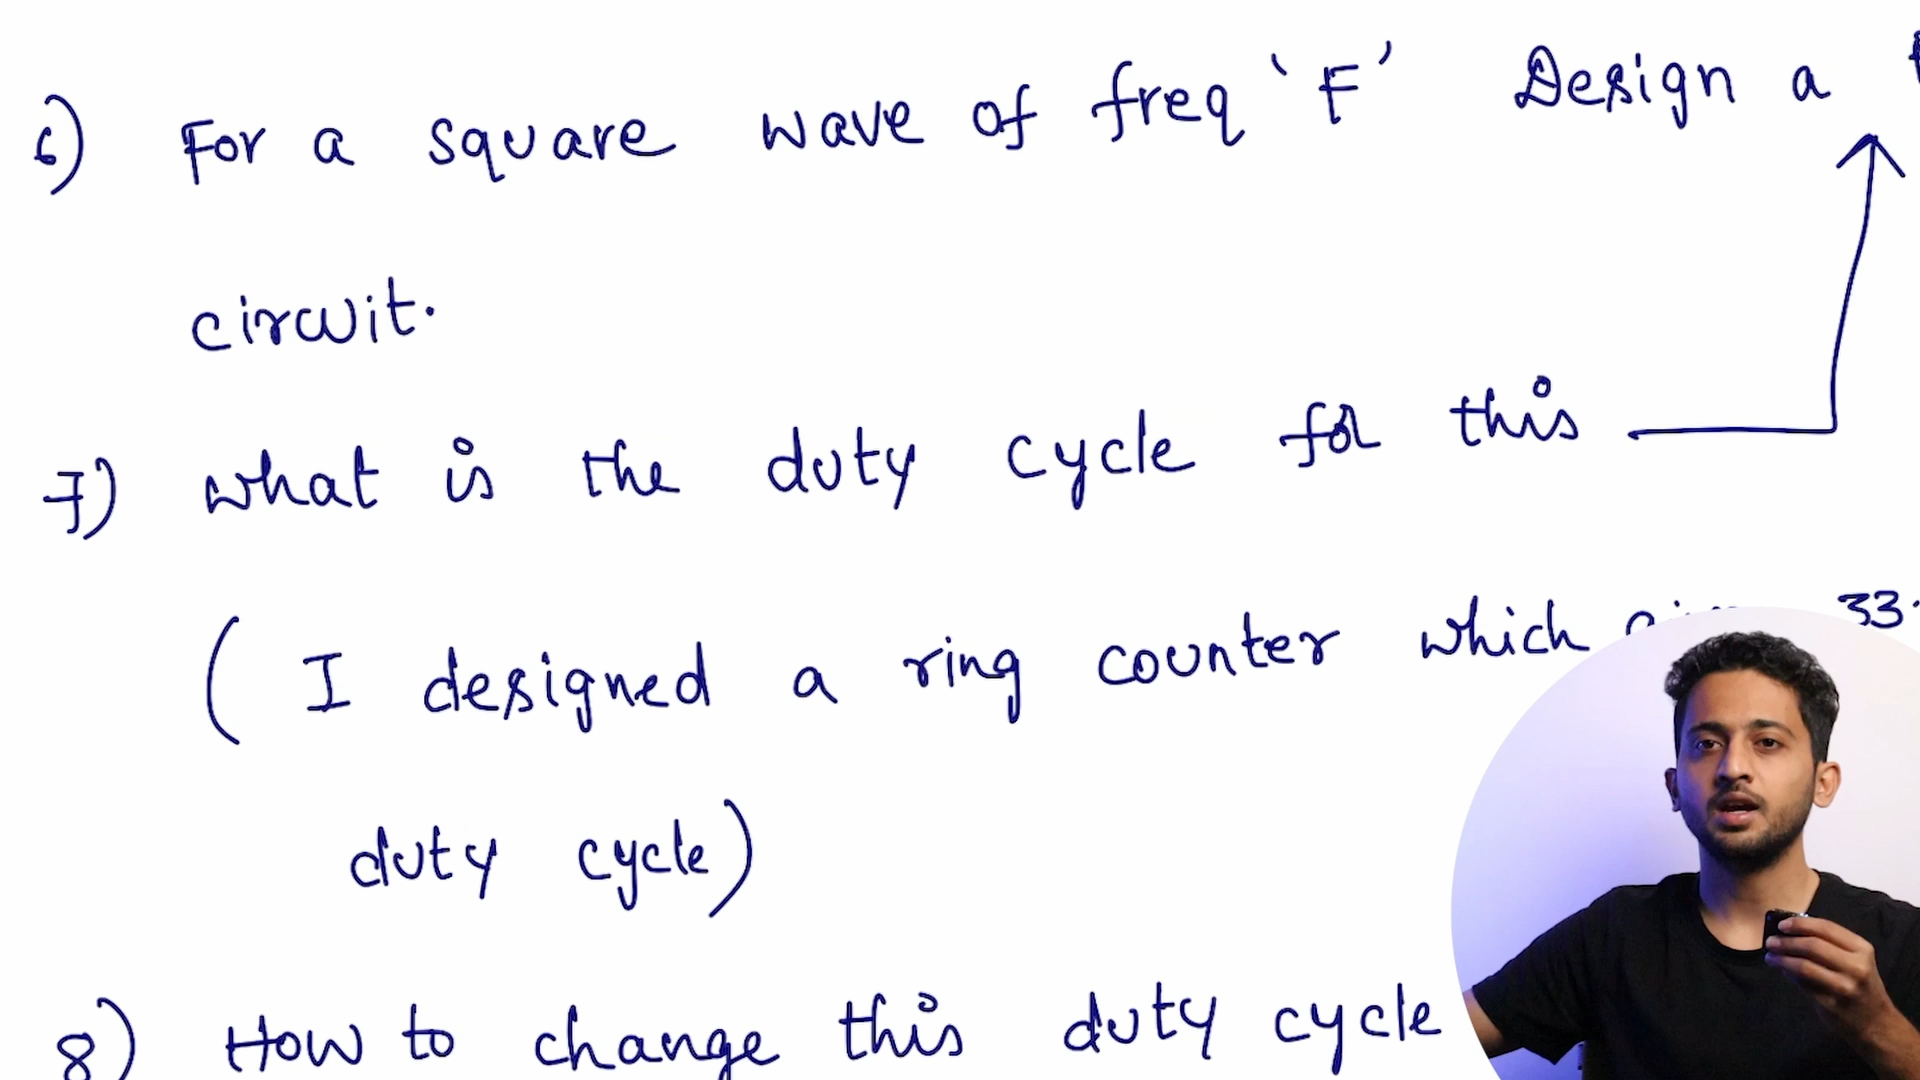 6) For a square wave of freq 'F' Design a
circuit.
7) what is the duty cycle for this
( I designed a ring counter which 33.
duty cycle)
8) How to change this duty cycle